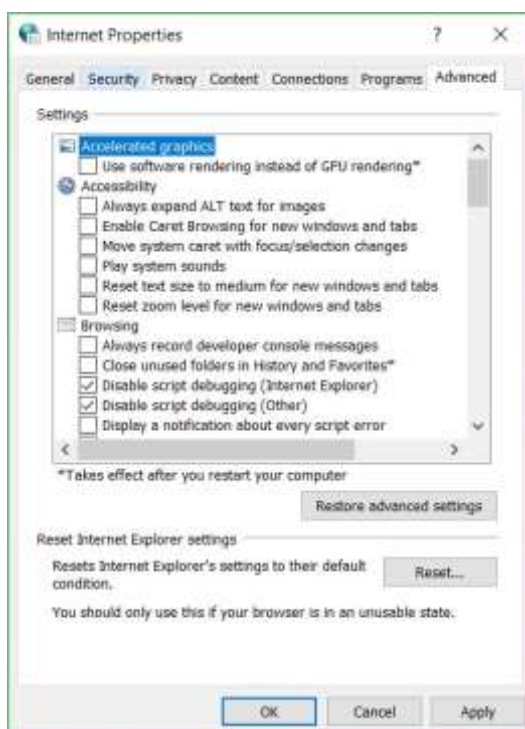 Internet Properties
? ×
General Security Privacy Content Connections Programs Advanced
Settings
Accelerated graphics
Use software rendering instead of GPU rendering*
Accessibility
Always expand ALT text for images
Enable Caret Browsing for new windows and tabs
Move system caret with focus/selection changes
Play system sounds
Reset text size to medium for new windows and tabs
Reset zoom level for new windows and tabs
Browsing
Always record developer console messages
Close unused folders in History and Favorites*
Disable script debugging (Internet Explorer)
Disable script debugging (Other)
Display a notification about every script error
*Takes effect after you restart your computer
Restore advanced settings
Reset Internet Explorer settings
Resets Internet Explorer's settings to their default
condition.
Reset...
You should only use this if your browser is in an unusable state.
OK Cancel Apply